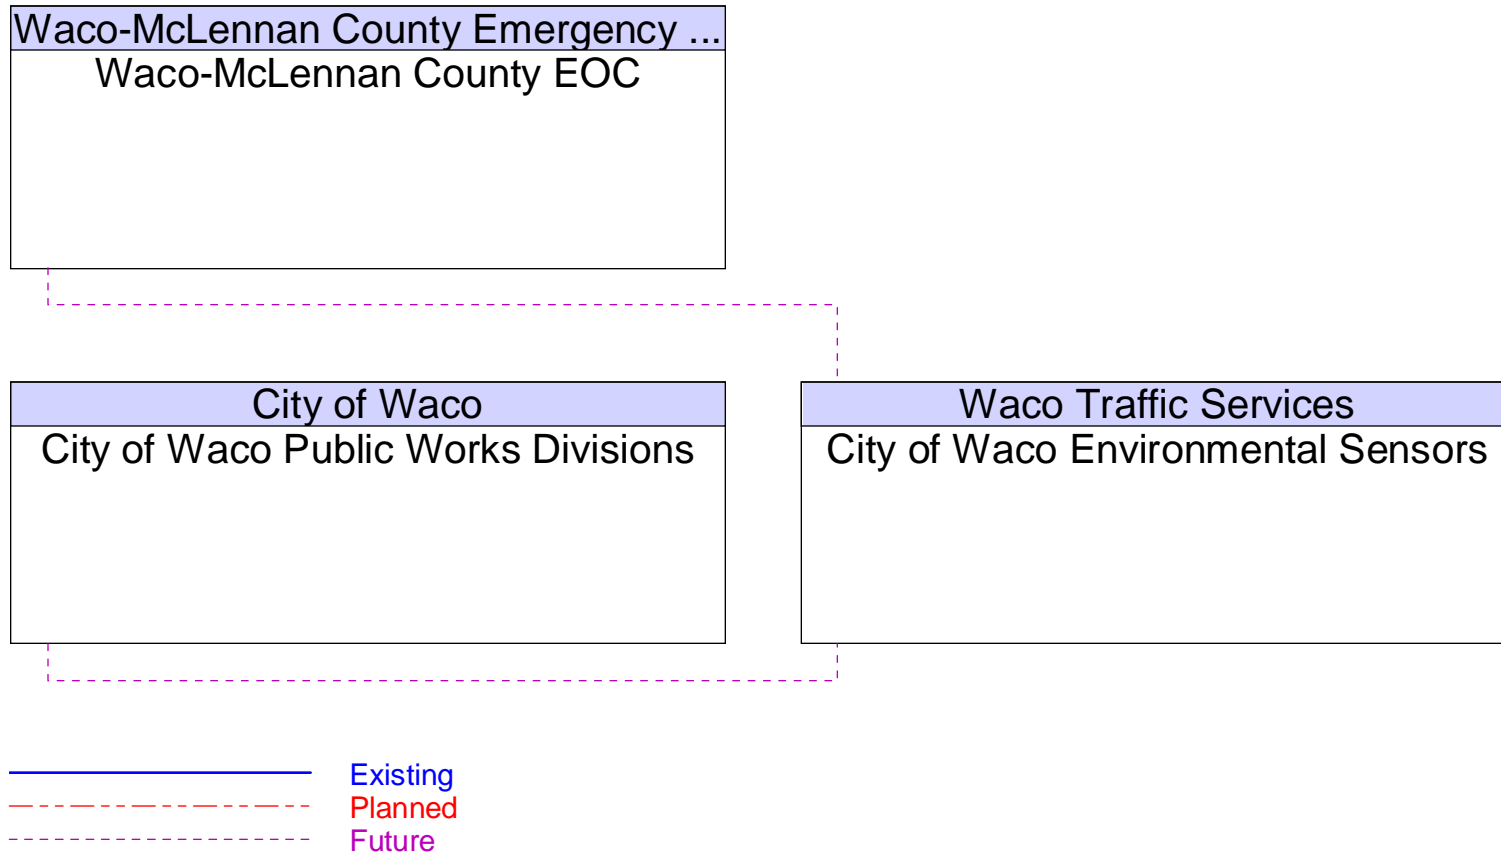 Waco-McLennan County Emergency ...
Waco-McLennan County EOC
City of Waco
City of Waco Public Works Divisions
Waco Traffic Services
City of Waco Environmental Sensors
Existing
Planned
Future